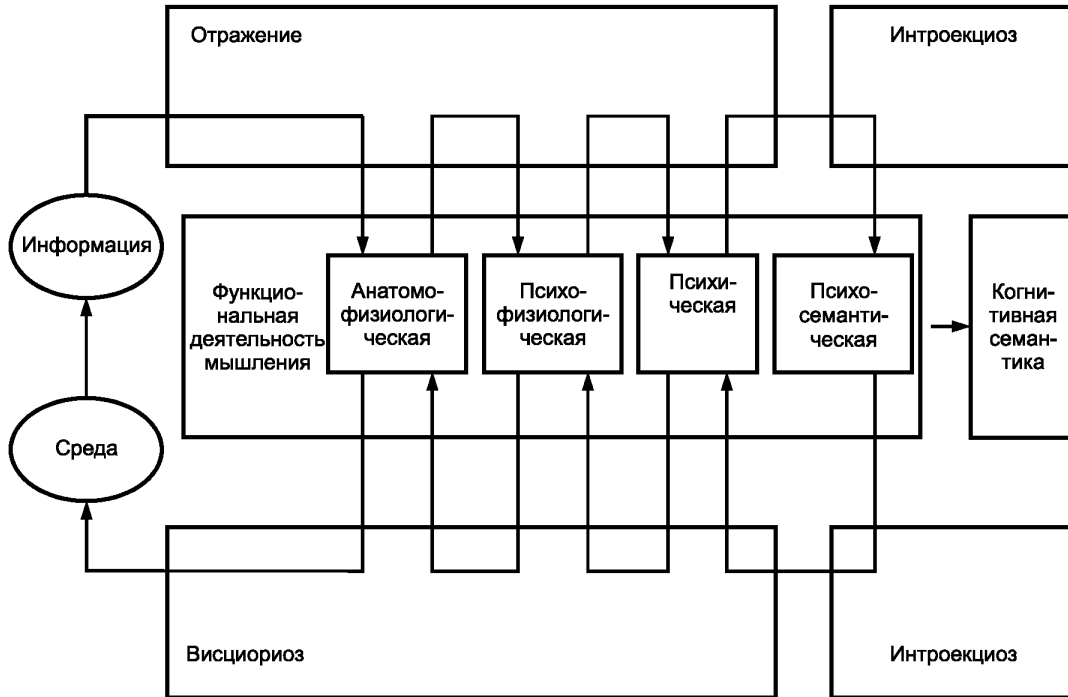 Отражение
Интроекциоз
Информация
Функцио-
нальная
деятельность
мышления
Анатомо-
физиологи-
ческая
Психо-
физиологи-
ческая
Психи-
ческая
Психо-
семанти-
ческая
Когни-
тивная
семан-
тика
Среда
Висциориоз
Интроекциоз